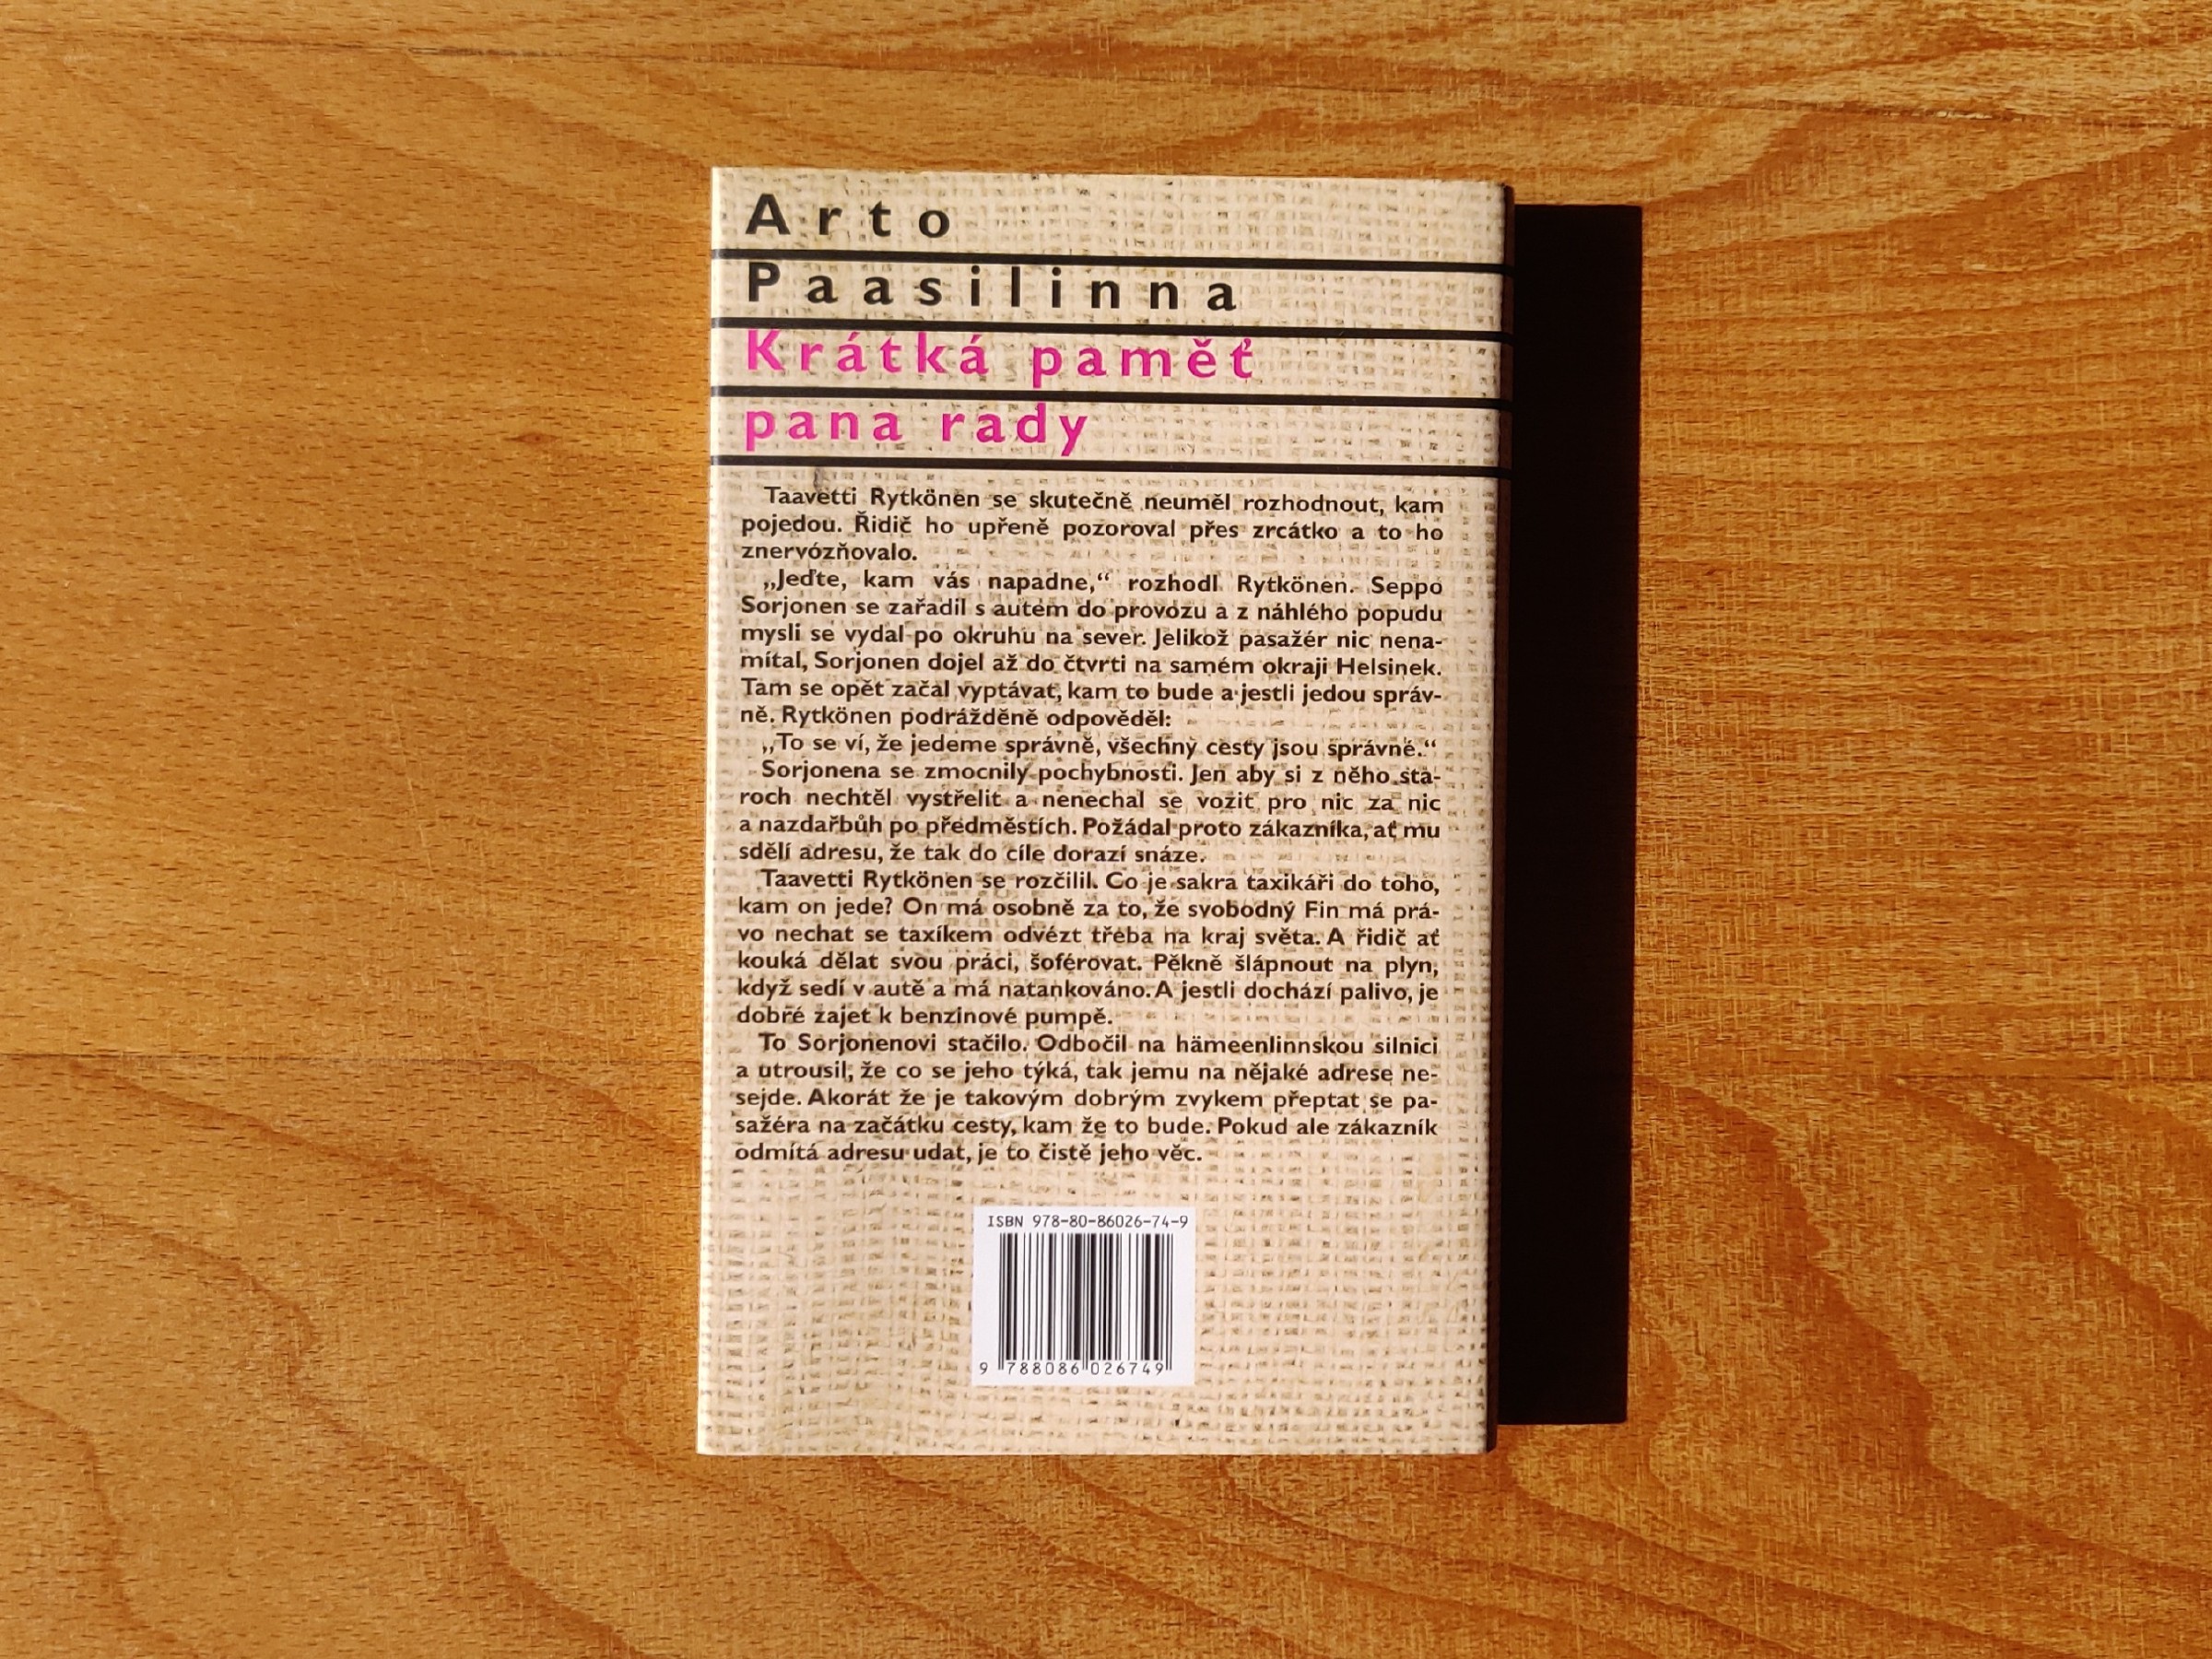 Arto
Paasilinna
Krátká paměť
pana rady
Taavetti Rytkönen se skutečně neuměl rozhodnout, kam
pojedou. Řidič ho upřeně pozoroval přes zrcátko a to ho
znervózňovalo.
„Jeďte, kam vás napadne,“ rozhodl Rytkönen. Seppo
Sorjonen se zařadil s autem do provozu a z náhlého popudu
mysli se vydal po okruhu na sever. Jelikož pasažér nic nena-
mítal, Sorjonen dojel až do čtvrti na samém okraji Helsinek.
Tam se opět začal vyptávat, kam to bude a jestli jedou správ-
ně. Rytkönen podrážděně odpověděl:
„To se ví, že jedeme správně, všechny cesty jsou správné.“
Sorjonena se zmocnily pochybnosti. Jen aby si z něho sta-
roch nechtěl vystřelit a nenechal se vozit pro nic za nic
a nazdařbůh po předměstích. Požádal proto zákazníka, ať mu
sdělí adresu, že tak do cíle dorazí snáze.
Taavetti Rytkönen se rozčilil. Co je sakra taxikáři do toho,
kam on jede? On má osobně za to, že svobodný Fin má prá-
vo nechat se taxíkem odvézt třeba na kraj světa. A řidič ať
kouká dělat svou práci, šoférovat. Pěkně šlápnout na plyn,
když sedí v autě a má natankováno. A jestli dochází palivo, je
dobré zajet k benzinové pumpě.
To Sorjonenovi stačilo. Odbočil na hämeenlinnskou silnici
a utrousil, že co se jeho týká, tak jemu na nějaké adrese ne-
sejde. Akorát že je takovým dobrým zvykem přeptat se pa-
sažéra na začátku cesty, kam že to bude. Pokud ale zákazník
odmítá adresu udat, je to čistě jeho věc.
ISBN 978-80-86026-74-9
9 788086 026749